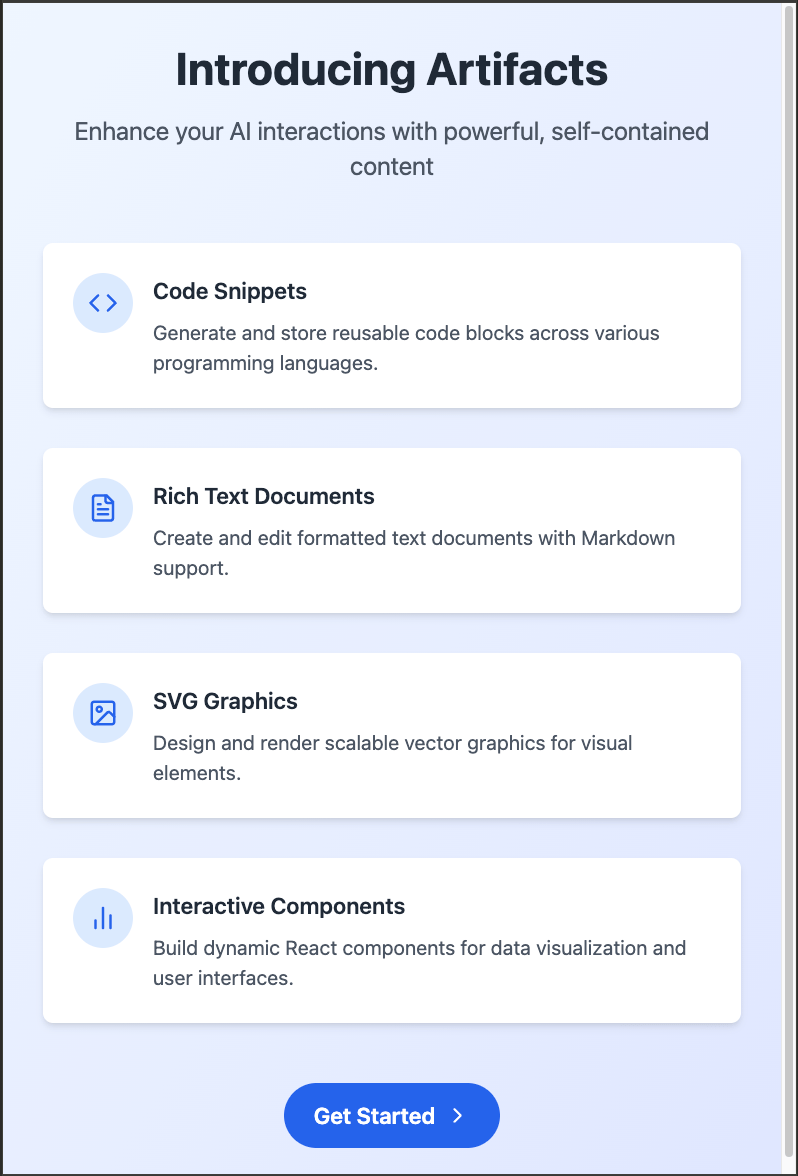 Introducing Artifacts
Enhance your AI interactions with powerful, self-contained
content
Code Snippets
Generate and store reusable code blocks across various
programming languages.
Rich Text Documents
Create and edit formatted text documents with Markdown
support.
SVG Graphics
Design and render scalable vector graphics for visual
elements.
Interactive Components
Build dynamic React components for data visualization and
user interfaces.
Get Started